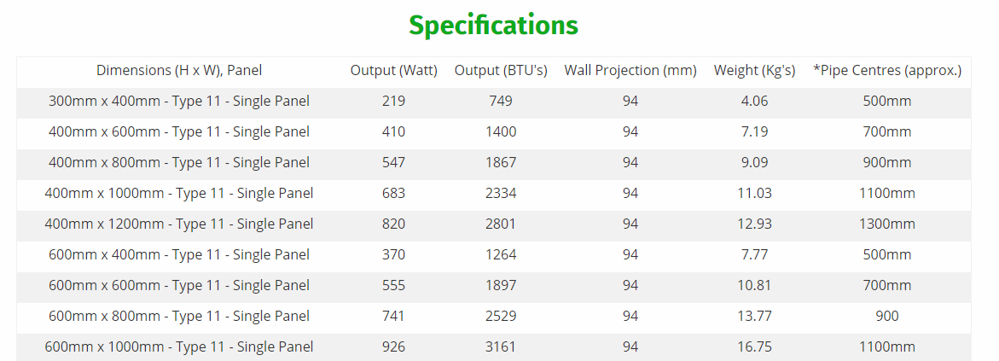 Specifications
Dimensions (H x W), Panel Output (Watt) Output (BTU's) Wall Projection (mm) Weight (Kg's) *Pipe Centres (approx.)
300mm x 400mm - Type 11 - Single Panel 219 749 94 4.06 500mm
400mm x 600mm - Type 11 - Single Panel 410 1400 94 7.19 700mm
400mm x 800mm - Type 11 - Single Panel 547 1867 94 9.09 900mm
400mm x 1000mm - Type 11 - Single Panel 683 2334 94 11.03 1100mm
400mm x 1200mm - Type 11 - Single Panel 820 2801 94 12.93 1300mm
600mm x 400mm - Type 11 - Single Panel 370 1264 94 7.77 500mm
600mm x 600mm - Type 11 - Single Panel 555 1897 94 10.81 700mm
600mm x 800mm - Type 11 - Single Panel 741 2529 94 13.77 900
600mm x 1000mm - Type 11 - Single Panel 926 3161 94 16.75 1100mm